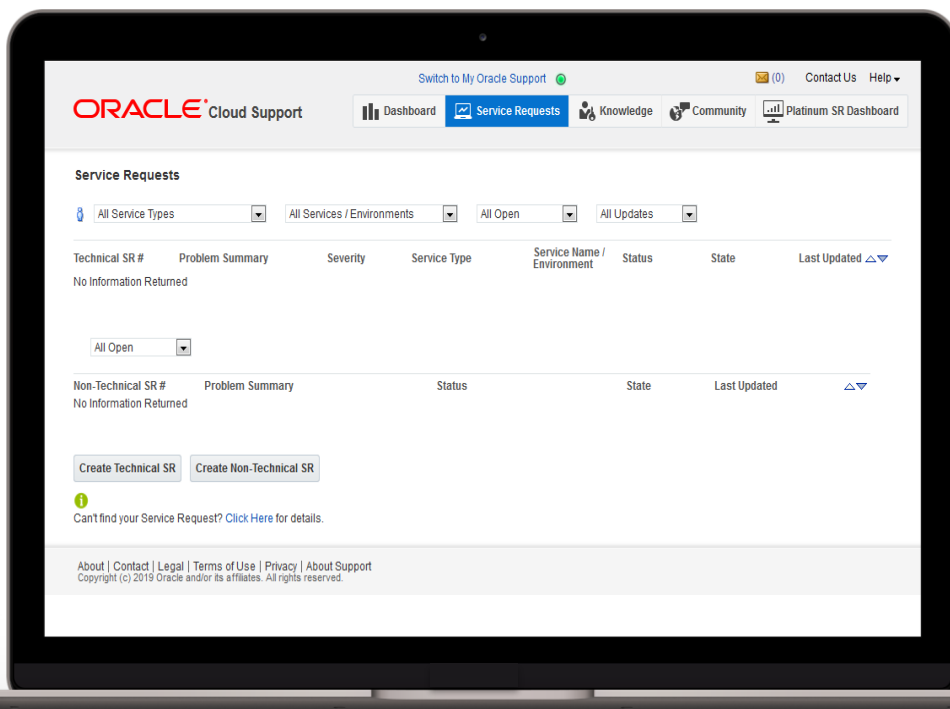 Switch to My Oracle Support (0) Contact Us Help
ORACLE Cloud Support Dashboard Service Requests Knowledge Community Platinum SR Dashboard
Service Requests
All Service Types All Services / Environments All Open All Updates
Technical SR # Problem Summary Severity Service Type Service Name / Environment Status State Last Updated
No Information Returned
All Open
Non-Technical SR # Problem Summary Status State Last Updated
No Information Returned
Create Technical SR Create Non-Technical SR
Can't find your Service Request? Click Here for details.
About | Contact | Legal | Terms of Use | Privacy | About Support
Copyright (c) 2019 Oracle and/or its affiliates. All rights reserved.